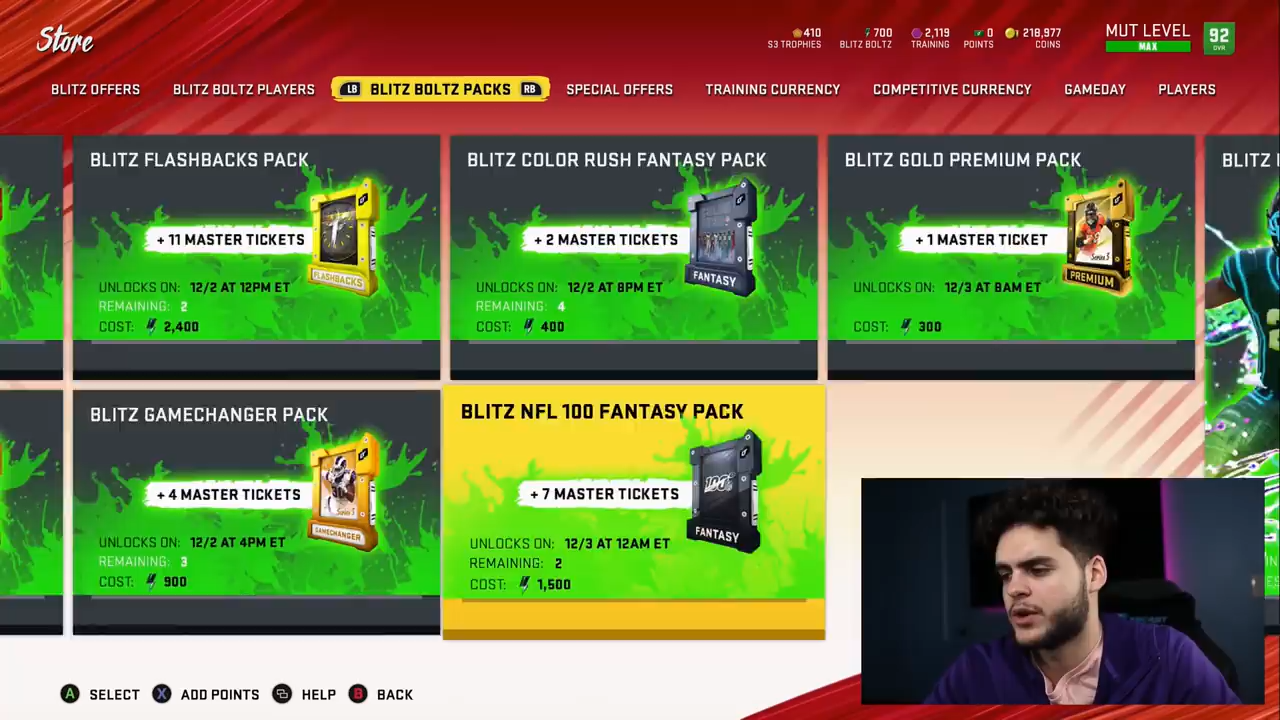 Store
410
S3 TROPHIES
700
BLITZ BOLTZ
2,119
TRAINING
0
POINTS
218,977
COINS
MUT LEVEL
MAX
92
OVR
BLITZ OFFERS
BLITZ BOLTZ PLAYERS
LB BLITZ BOLTZ PACKS RB
SPECIAL OFFERS
TRAINING CURRENCY
COMPETITIVE CURRENCY
GAMEDAY
PLAYERS
BLITZ FLASHBACKS PACK
+ 11 MASTER TICKETS
FLASHBACKS
UNLOCKS ON: 12/2 AT 12PM ET
REMAINING: 2
COST: 2,400
BLITZ COLOR RUSH FANTASY PACK
+ 2 MASTER TICKETS
FANTASY
UNLOCKS ON: 12/2 AT 8PM ET
REMAINING: 4
COST: 400
BLITZ GOLD PREMIUM PACK
+ 1 MASTER TICKET
Series 3
PREMIUM
UNLOCKS ON: 12/3 AT 8AM ET
COST: 300
BLITZ
BLITZ GAMECHANGER PACK
+ 4 MASTER TICKETS
Series 3
GAMECHANGER
UNLOCKS ON: 12/2 AT 4PM ET
REMAINING: 3
COST: 900
BLITZ NFL 100 FANTASY PACK
+ 7 MASTER TICKETS
100
FANTASY
UNLOCKS ON: 12/3 AT 12AM ET
REMAINING: 2
COST: 1,500
A SELECT
X ADD POINTS
HELP
B BACK